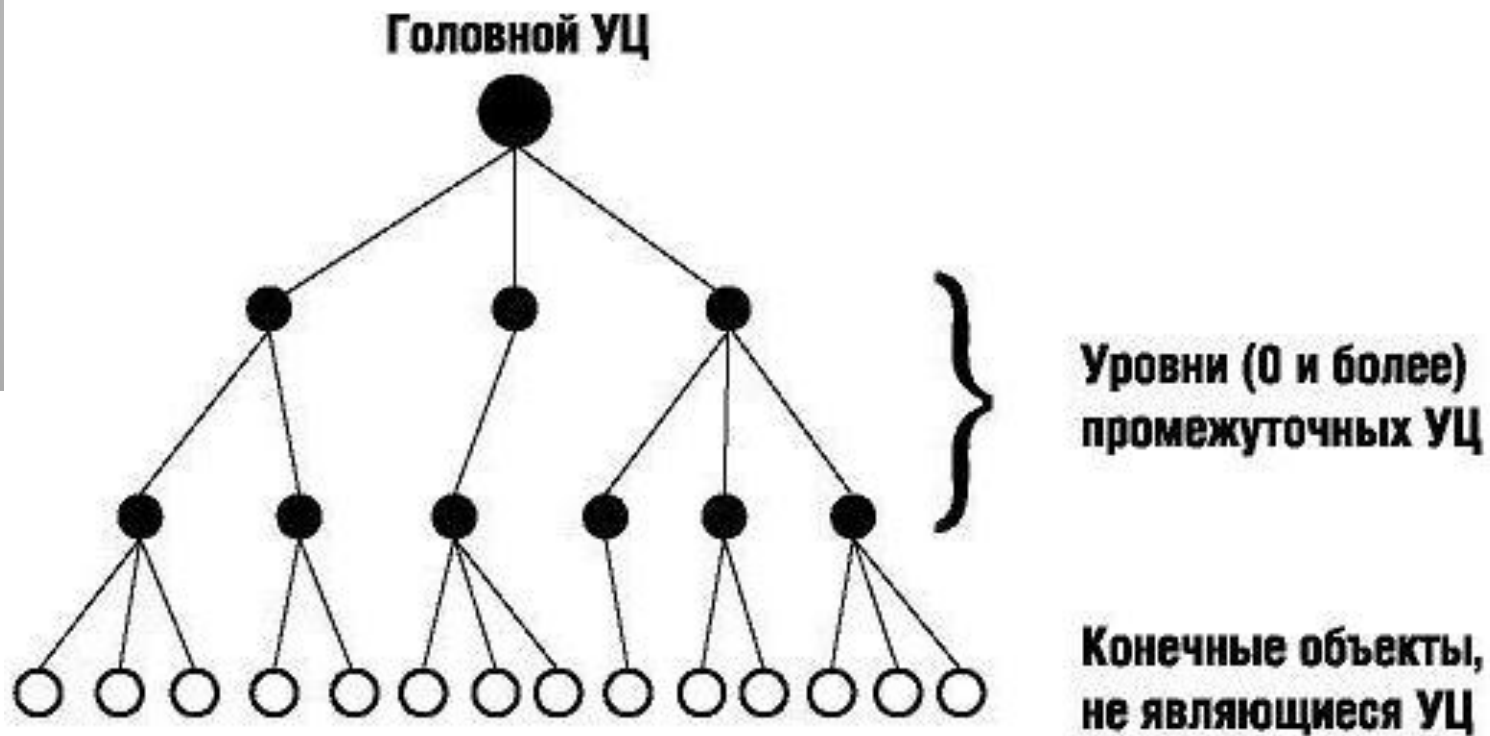 Головной УЦ
Уровни (0 и более)
промежуточных УЦ
Конечные объекты,
не являющиеся УЦ